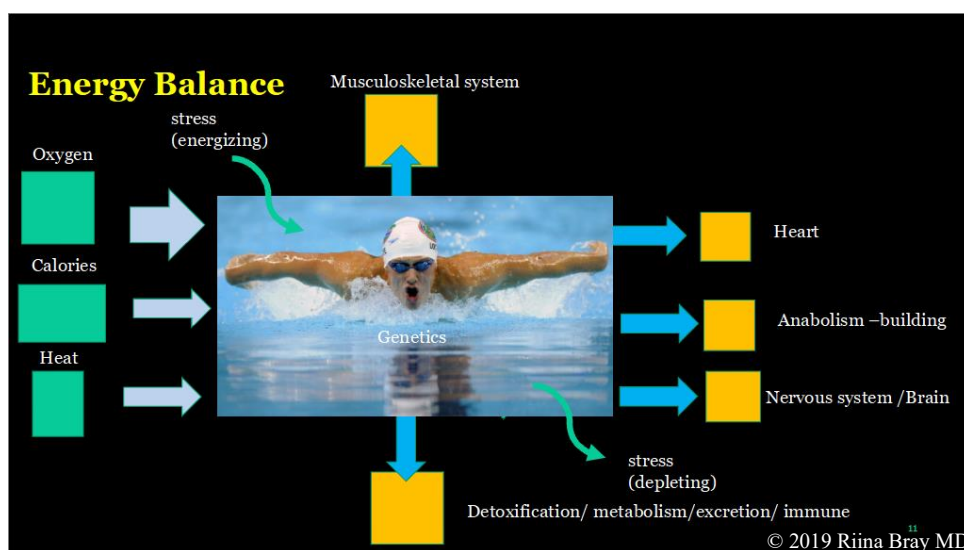 Energy Balance
Musculoskeletal system
stress
(energizing)
Oxygen
Heart
Calories
Anabolism –building
Genetics
Heat
Nervous system /Brain
stress
(depleting)
Detoxification/ metabolism/excretion/ immune
11
© 2019 Riina Bray MD